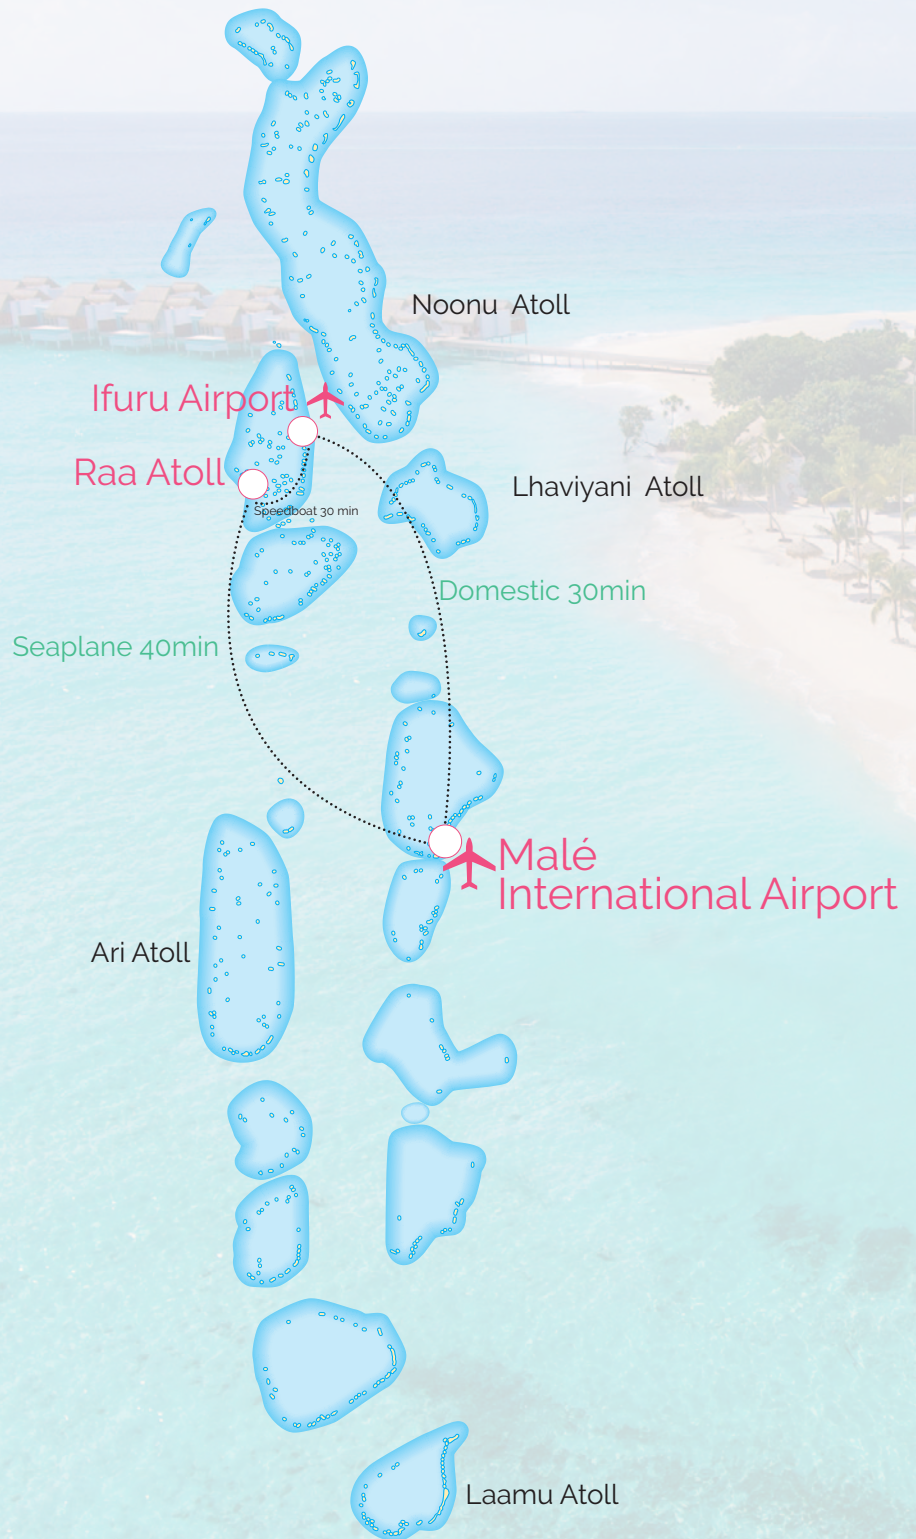 Noonu Atoll
Ifuru Airport
Raa Atoll
Lhaviyani Atoll
Speedboat 30 min
Domestic 30min
Seaplane 40min
Malé
International Airport
Ari Atoll
Laamu Atoll